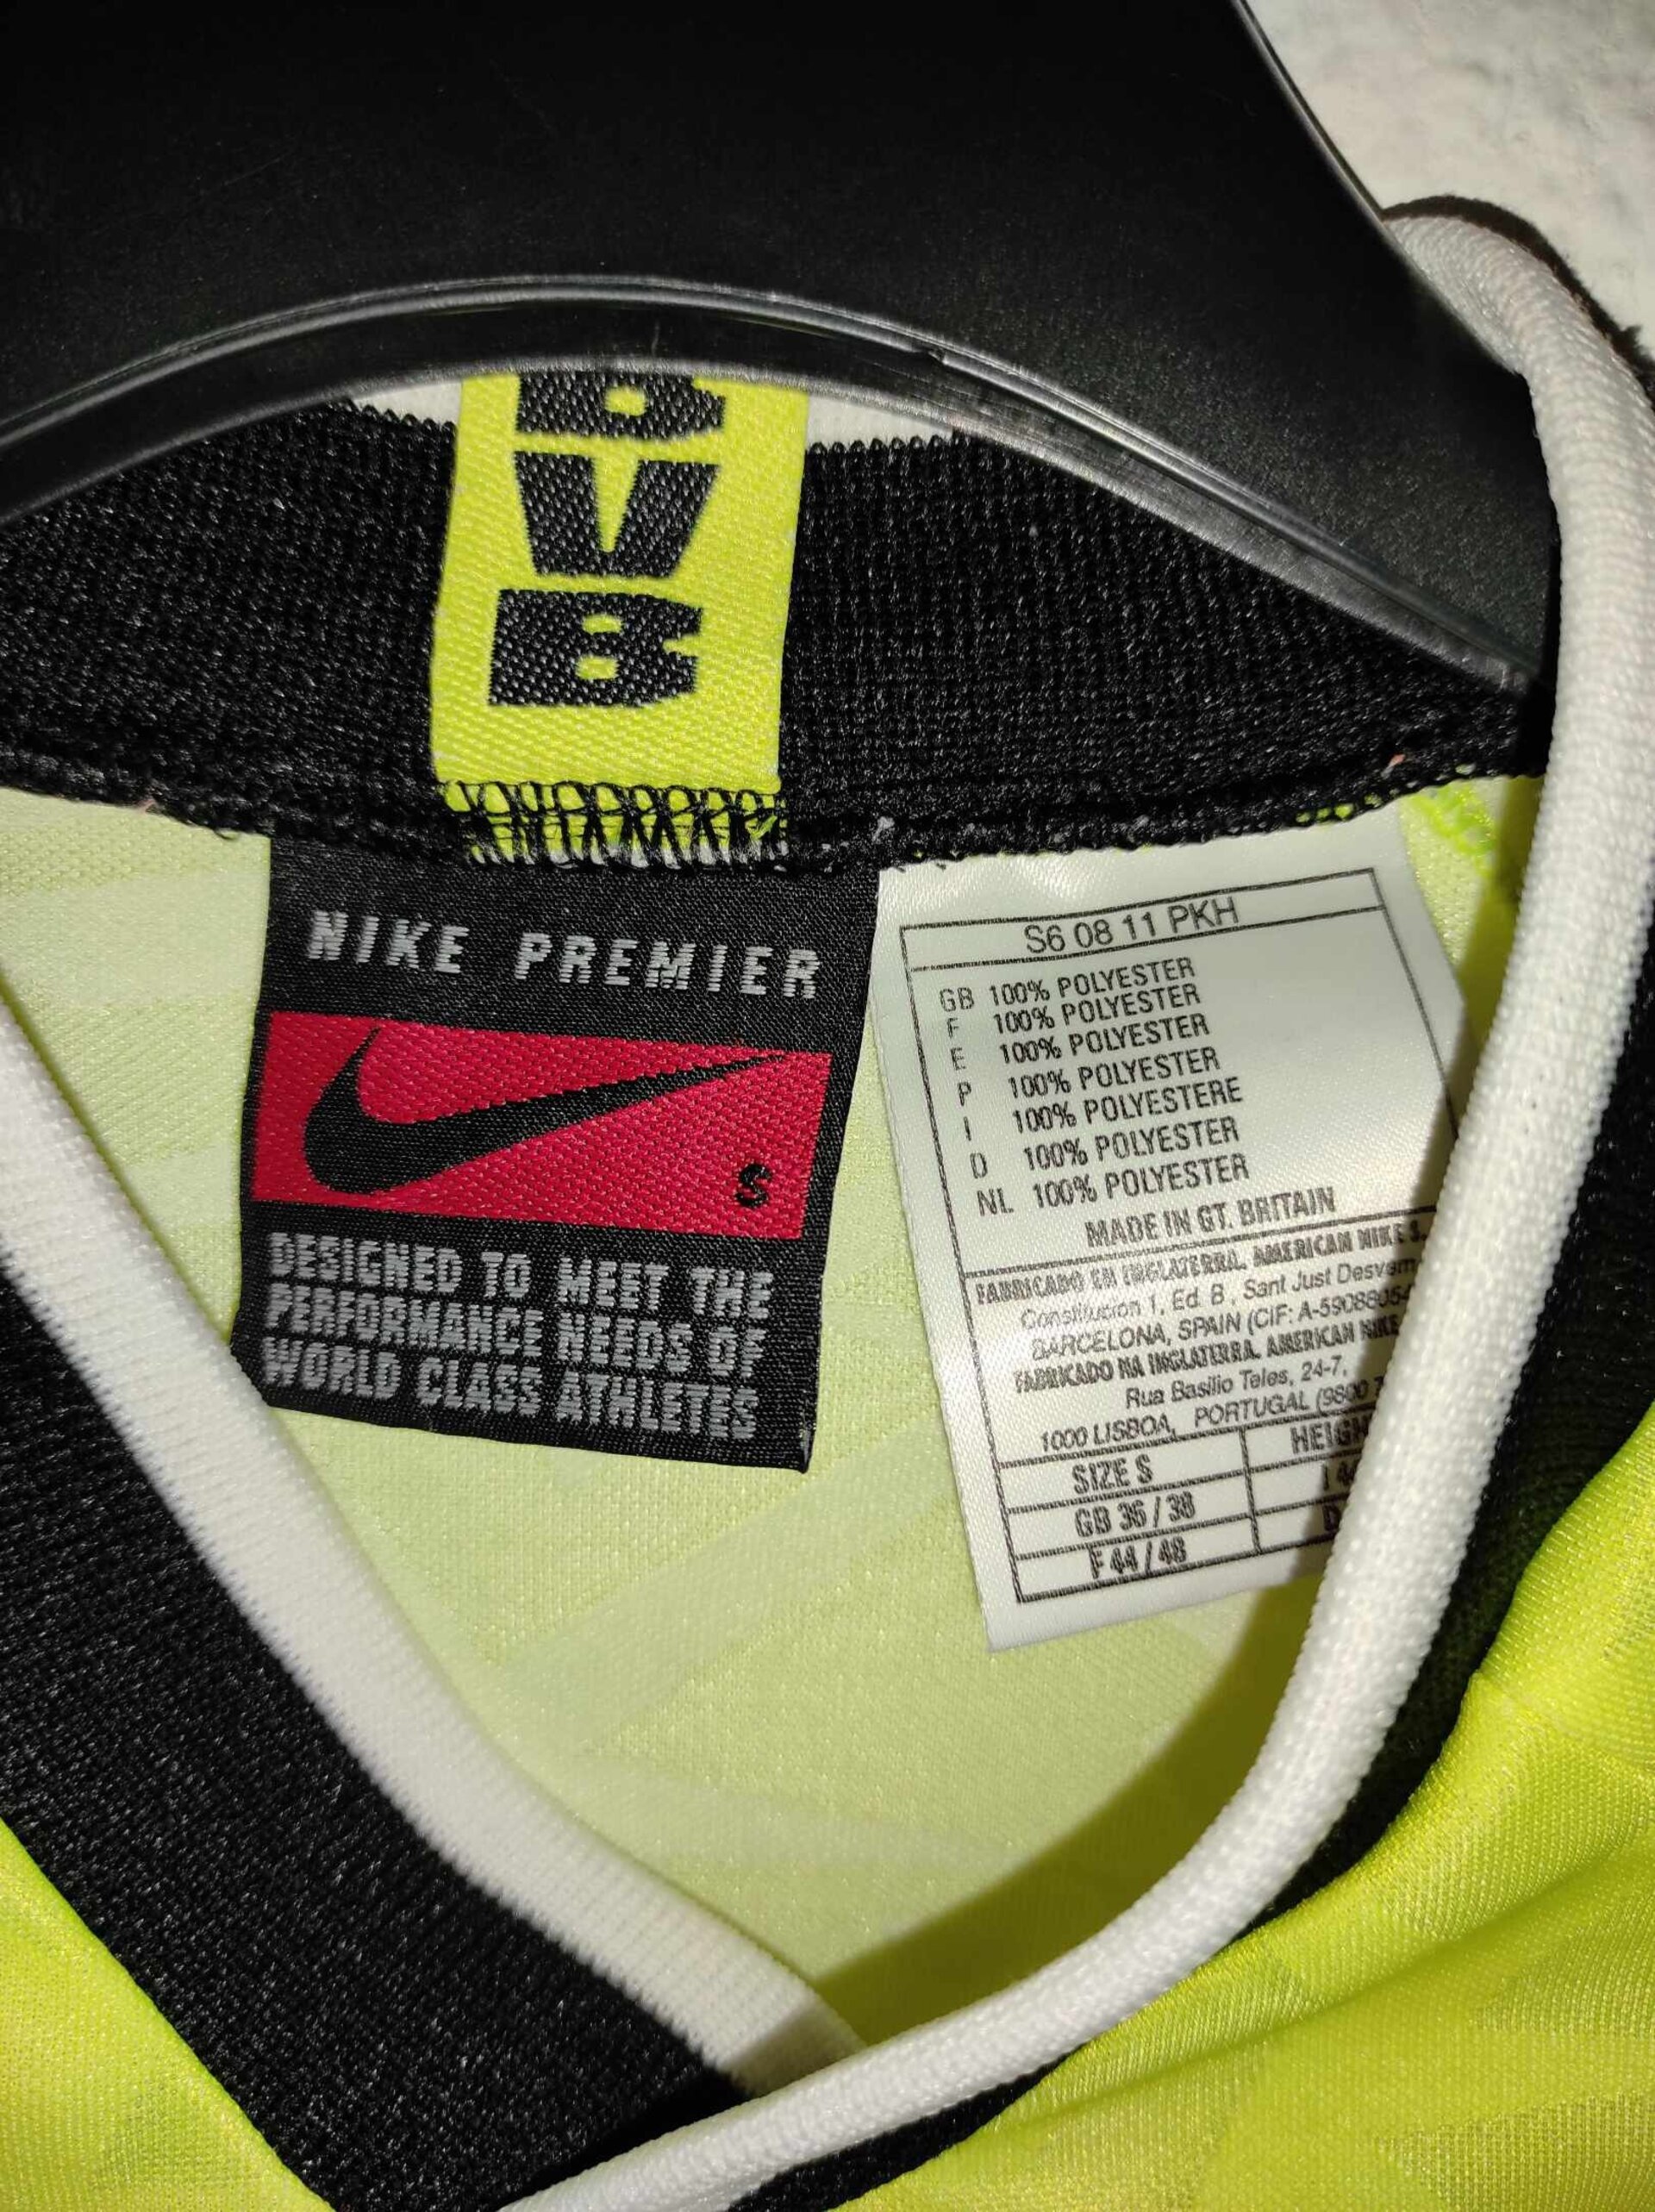 B
V
B
NIKE PREMIER
S
DESIGNED TO MEET THE
PERFORMANCE NEEDS OF
WORLD CLASS ATHLETES
S6 08 11 PKH
GB 100% POLYESTER
F 100% POLYESTER
E 100% POLYESTER
P 100% POLYESTER
I 100% POLYESTERE
D 100% POLYESTER
NL 100% POLYESTER
MADE IN GT. BRITAIN
FABRICADO EN INGLATERRA. AMERICAN NIKE S.
Constitucion 1, Ed. B, Sant Just Desvern
BARCELONA, SPAIN (CIF: A-59088054
FABRICADO NA INGLATERRA. AMERICAN NIKE
Rua Basilio Teles, 24-7,
1000 LISBOA, PORTUGAL (9800
SIZE S
GB 36 / 38
F 44 / 48
I
D